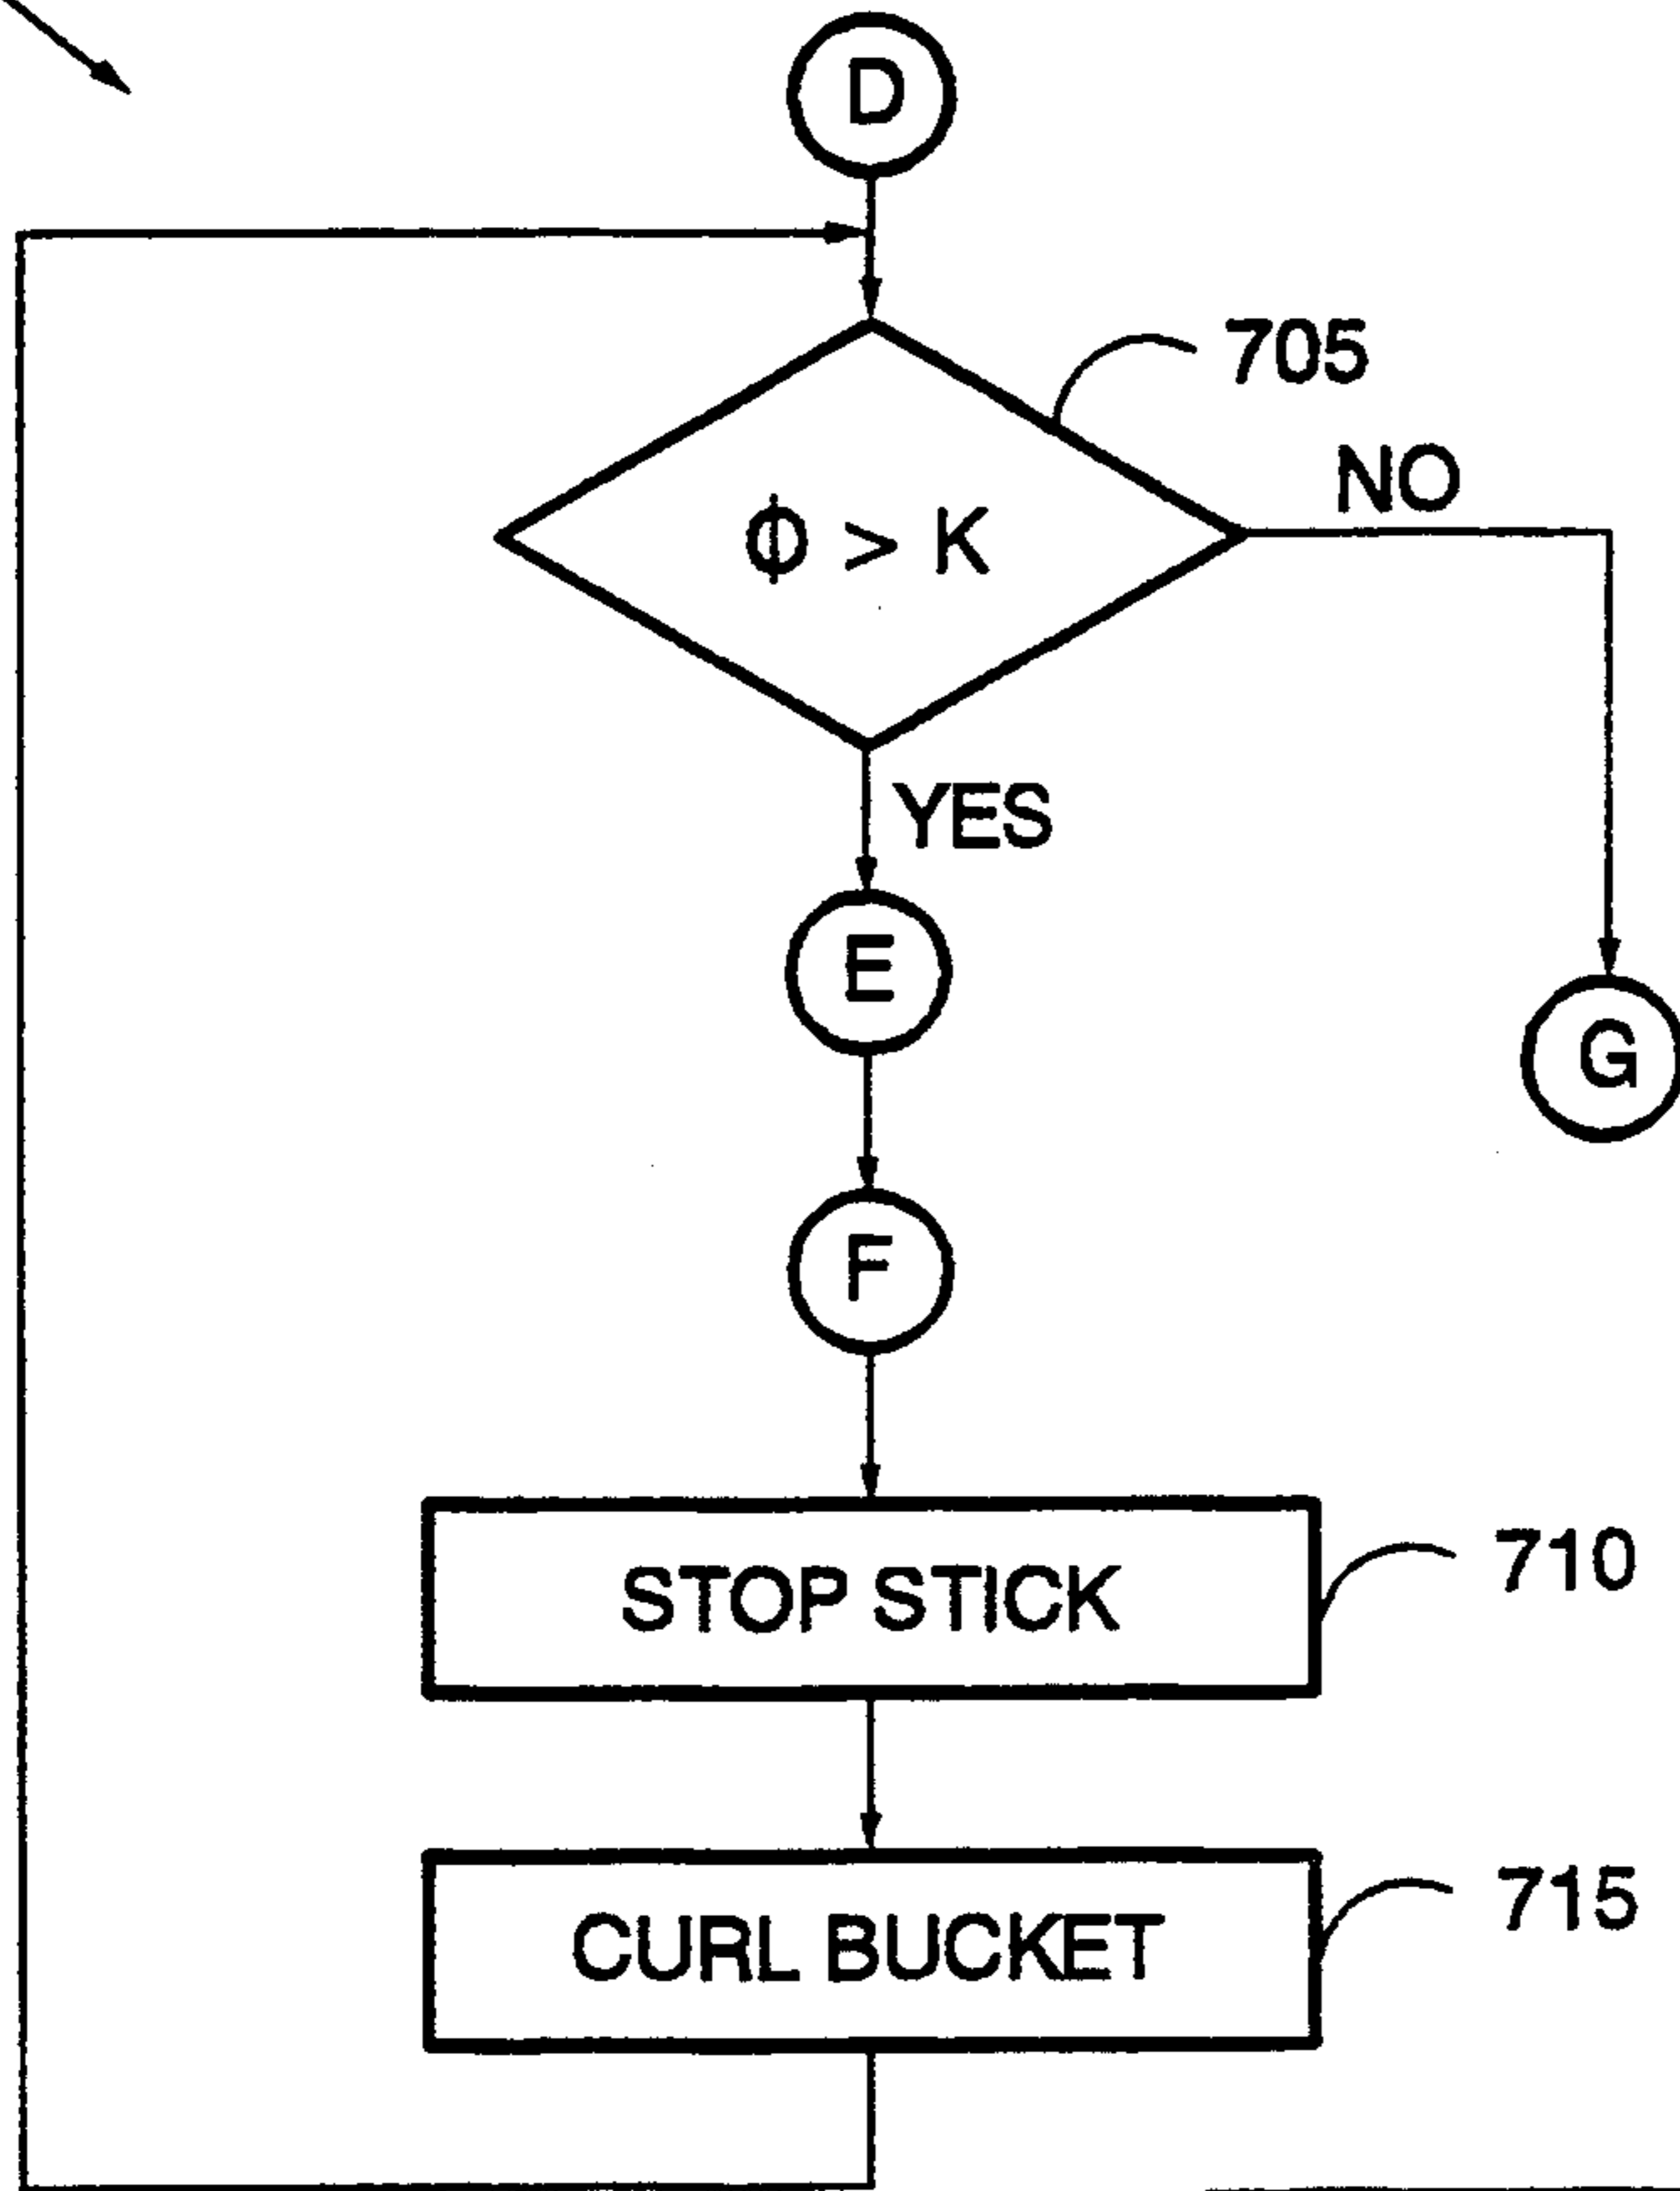 D
705
NO
Φ > K
YES
E
G
F
STOP STICK
710
CURL BUCKET
715